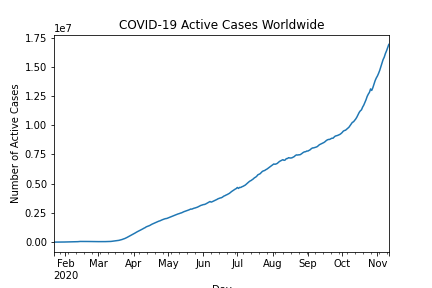 COVID-19 Active Cases Worldwide
1e7
1.75
1.50
1.25
1.00
0.75
0.50
0.25
0.00
Number of Active Cases
Feb Mar Apr May Jun Jul Aug Sep Oct Nov
2020